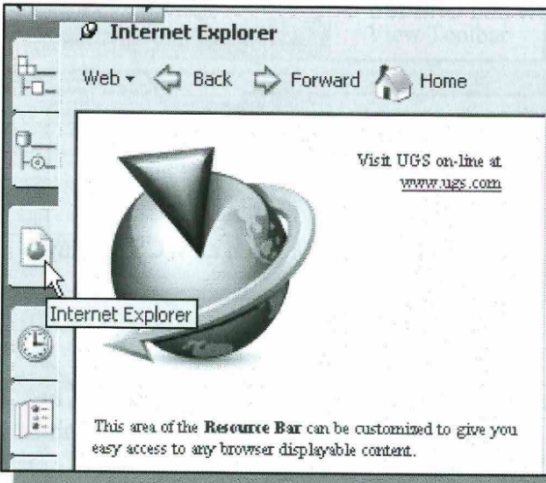 Internet Explorer
Web Back Forward Home
Visit UGS on-line at
www.ugs.com
Internet Explorer
This area of the Resource Bar can be customized to give you
easy access to any browser displayable content.